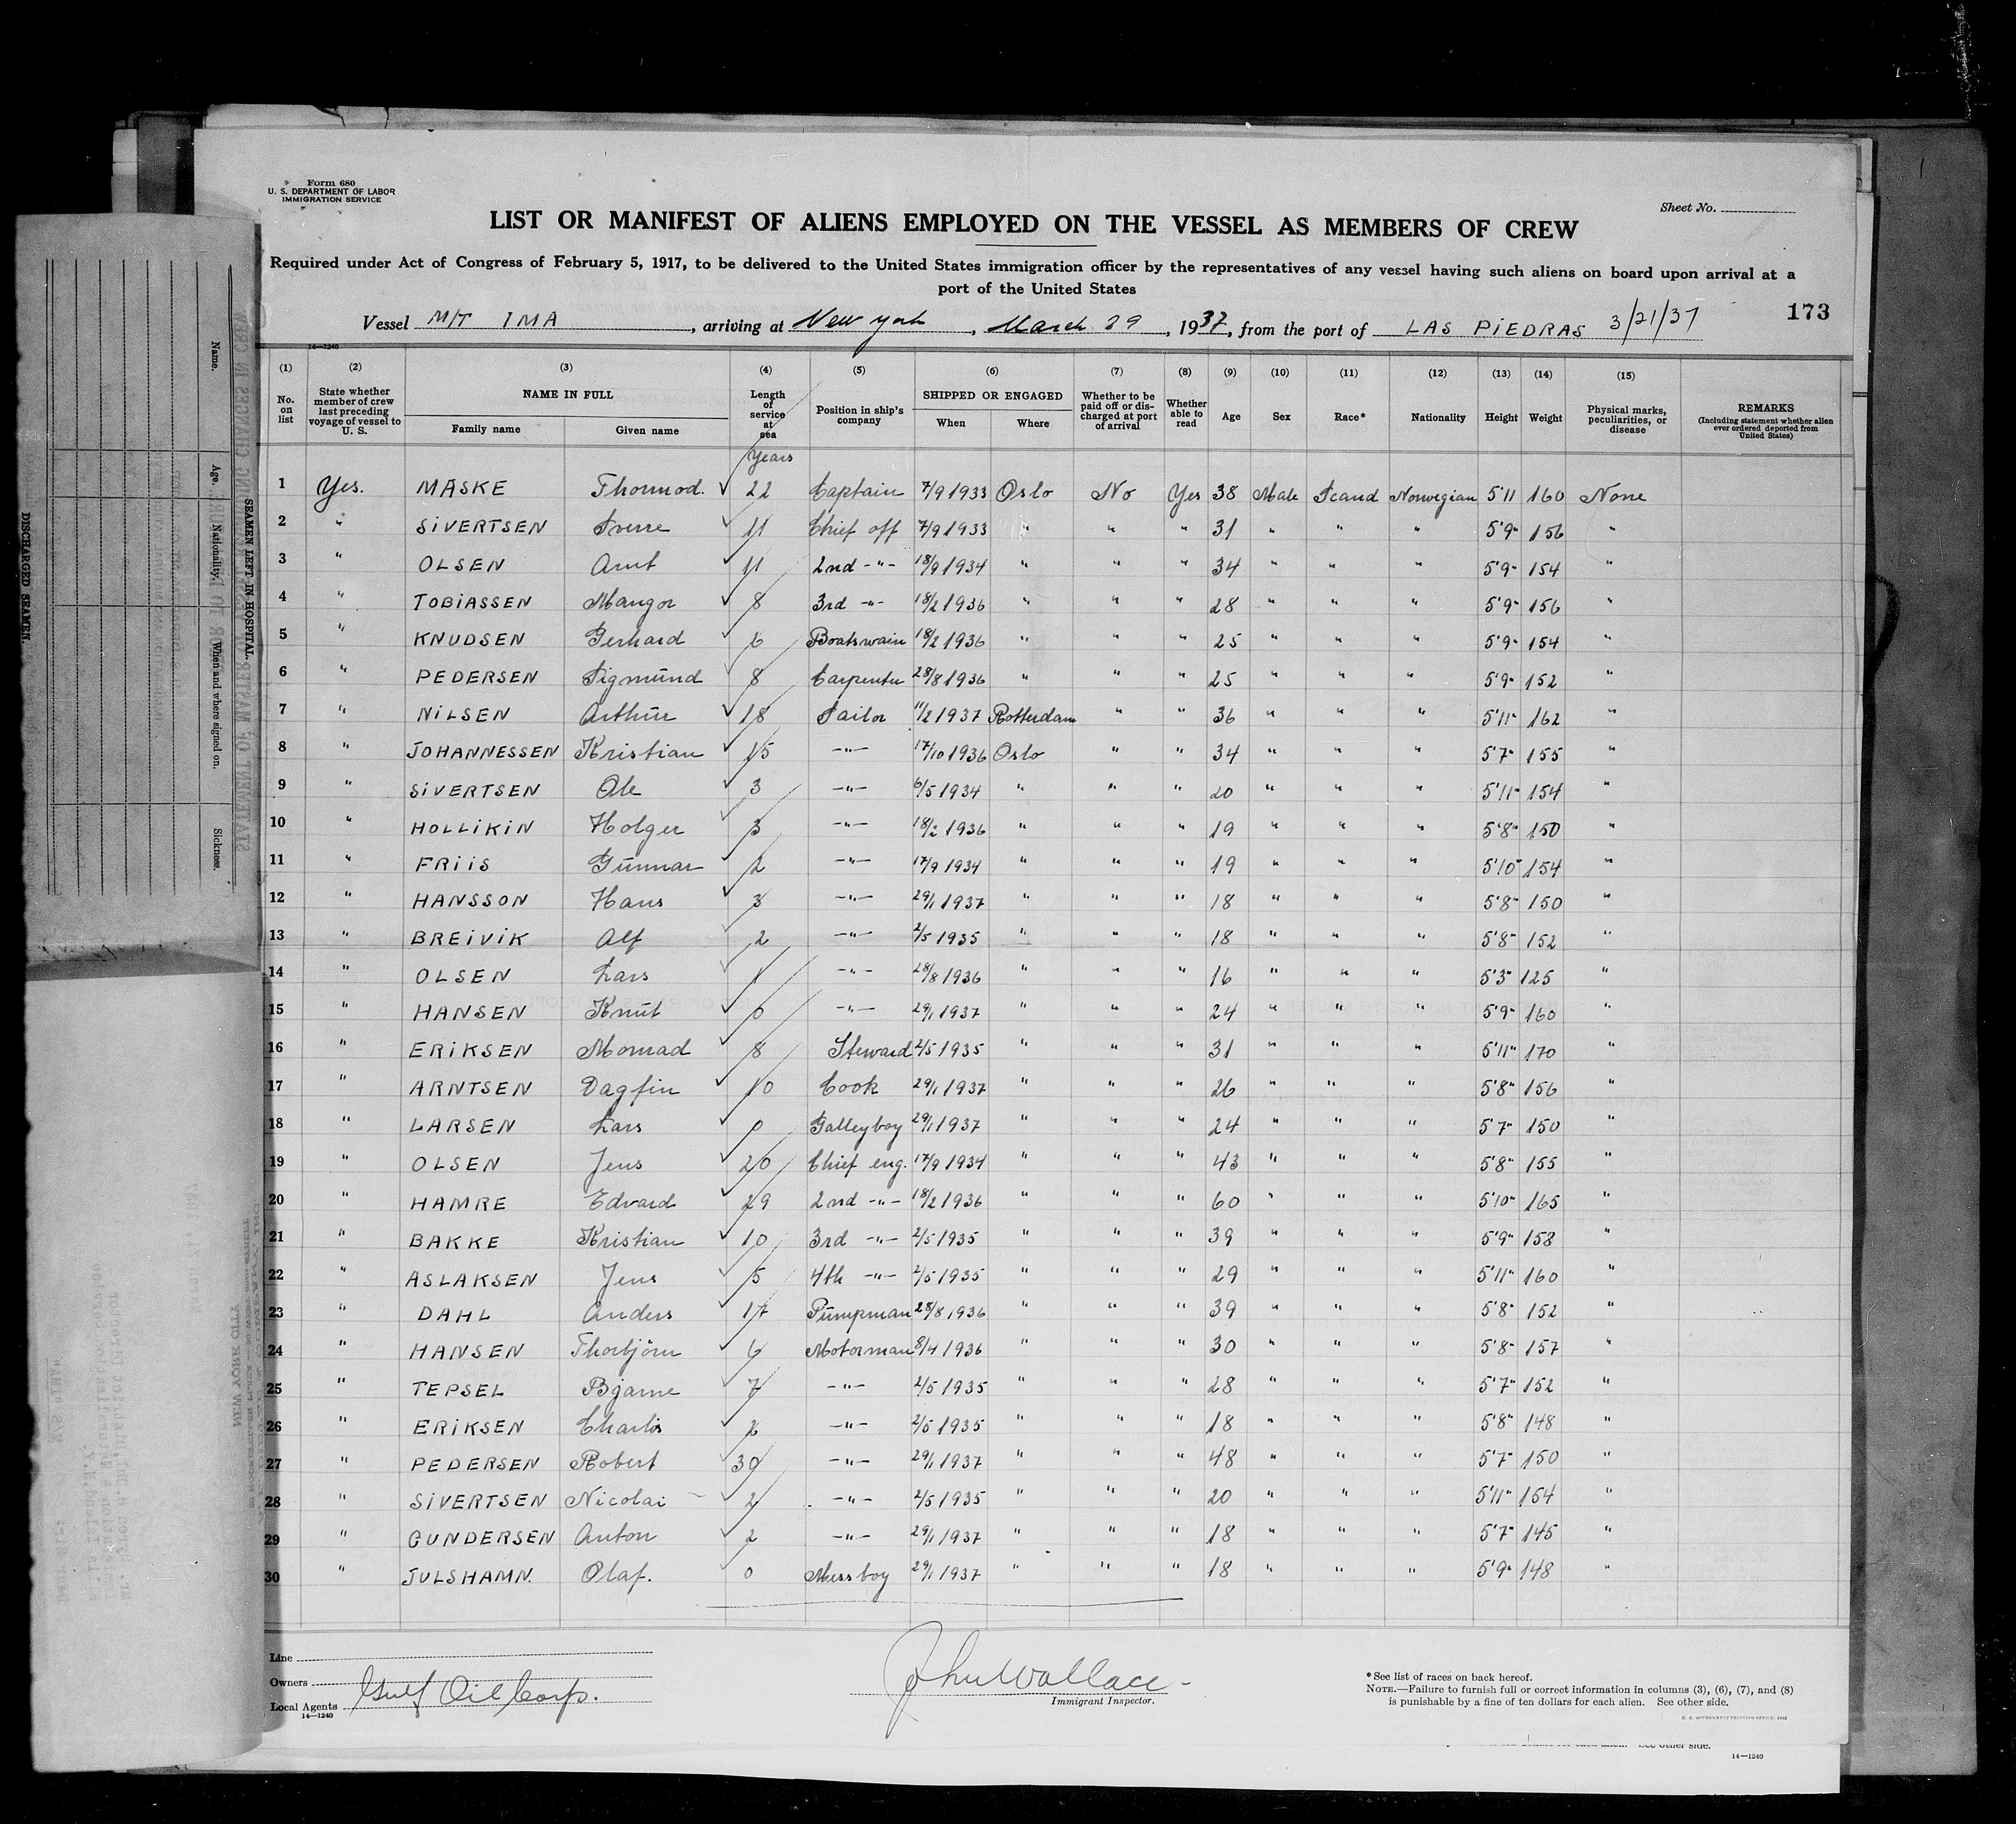 Form 680
U. S. DEPARTMENT OF LABOR
IMMIGRATION SERVICE
Sheet No.
LIST OR MANIFEST OF ALIENS EMPLOYED ON THE VESSEL AS MEMBERS OF CREW
Required under Act of Congress of February 5, 1917, to be delivered to the United States immigration officer by the representatives of any vessel having such aliens on board upon arrival at a
port of the United States
173
Vessel M/T IMA, arriving at New York, March 29, 1937, from the port of LAS PIEDRAS 3/21/37
14—1240
(1) (2) (3) (4) (5) (6) (7) (8) (9) (10) (11) (12) (13) (14) (15)
No. on list State whether member of crew last preceding voyage of vessel to U. S. NAME IN FULL Family name Given name Length of service at sea Position in ship's company SHIPPED OR ENGAGED When Where Whether to be paid off or discharged at port of arrival Whether able to read Age Sex Race* Nationality Height Weight Physical marks, peculiarities, or disease REMARKS (Including statement whether alien ever ordered deported from United States)
Years
1 Yes. MASKE Thormod. 22 Captain 7/9 1933 Oslo No Yes 38 Male Scand Norwegian 5'11 160 None
2 " SIVERTSEN Sverre 11 Chief off 7/9 1933 " " " 31 " " " 5'9" 156 "
3 " OLSEN Arnt 11 2nd -"- 18/9 1934 " " " 34 " " " 5'9" 154 "
4 " TOBIASSEN Mangor 8 3rd -"- 18/2 1936 " " " 28 " " " 5'9" 156 "
5 " KNUDSEN Gerhard 6 Boatswain 18/2 1936 " " " 25 " " " 5'9" 154 "
6 " PEDERSEN Sigmund 8 Carpenter 28/8 1936 " " " 25 " " " 5'9" 152 "
7 " NILSEN Arthur 18 Sailor 11/2 1937 Rotterdam " " 36 " " " 5'11" 162 "
8 " JOHANNESSEN Kristian 15 -"- 17/10 1936 Oslo " " 34 " " " 5'7" 155 "
9 " SIVERTSEN Ole 3 -"- 6/5 1934 " " " 20 " " " 5'11" 154 "
10 " HOLLIKIN Holger 3 -"- 18/2 1936 " " " 19 " " " 5'8" 150 "
11 " FRIIS Gunnar 2 -"- 17/9 1934 " " " 19 " " " 5'10" 154 "
12 " HANSSON Hans 3 -"- 29/1 1937 " " " 18 " " " 5'8" 150 "
13 " BREIVIK Alf 2 -"- 2/5 1935 " " " 18 " " " 5'8" 152 "
14 " OLSEN Lars 1 -"- 28/8 1936 " " " 16 " " " 5'3" 125 "
15 " HANSEN Knut 0 -"- 29/1 1937 " " " 24 " " " 5'9" 160 "
16 " ERIKSEN Monrad 8 Steward 2/5 1935 " " " 31 " " " 5'11" 170 "
17 " ARNTSEN Dagfin 10 Cook 29/1 1937 " " " 26 " " " 5'8" 156 "
18 " LARSEN Lars 0 Galleyboy 29/1 1937 " " " 24 " " " 5'7" 150 "
19 " OLSEN Jens 20 Chief eng. 17/9 1934 " " " 43 " " " 5'8" 155 "
20 " HAMRE Edvard 29 2nd -"- 18/2 1936 " " " 60 " " " 5'10" 165 "
21 " BAKKE Kristian 10 3rd -"- 2/5 1935 " " " 39 " " " 5'9" 158 "
22 " ASLAKSEN Jens 5 4th -"- 2/5 1935 " " " 29 " " " 5'11" 160 "
23 " DAHL Anders 17 Pumpman 28/8 1936 " " " 39 " " " 5'8" 152 "
24 " HANSEN Thorbjörn 6 Motorman 8/4 1936 " " " 30 " " " 5'8" 157 "
25 " TEPSEL Bjarne 7 -"- 2/5 1935 " " " 28 " " " 5'7" 152 "
26 " ERIKSEN Charles 2 -"- 2/5 1935 " " " 18 " " " 5'8" 148 "
27 " PEDERSEN Robert 30 -"- 29/1 1937 " " " 48 " " " 5'7" 150 "
28 " SIVERTSEN Nicolai 2 -"- 2/5 1935 " " " 20 " " " 5'11" 154 "
29 " GUNDERSEN Anton 2 -"- 29/1 1937 " " " 18 " " " 5'7" 145 "
30 " JULSHAMN. Olaf. 0 Messboy 29/1 1937 " " " 18 " " " 5'9" 148 "
Line
Owners
Local Agents Gulf Oil Corp.
14—1240
John Wallace
Immigrant Inspector.
*See list of races on back hereof.
NOTE.—Failure to furnish full or correct information in columns (3), (6), (7), and (8)
is punishable by a fine of ten dollars for each alien. See other side.
U. S. GOVERNMENT PRINTING OFFICE
See other side.
14—1240
Name.
Age.
Nationality.
When and where signed on.
Sickness.
SEAMEN LEFT IN HOSPITAL.
DISCHARGED SEAMEN.